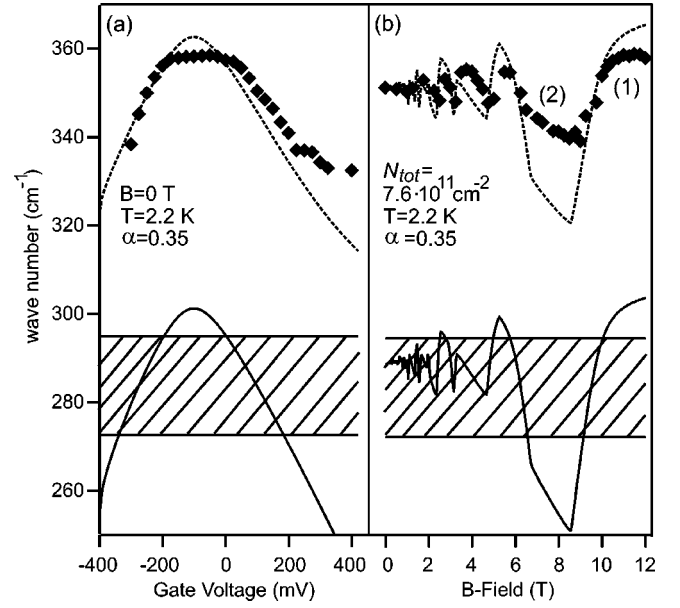 (a)
(b)
360
340
320
300
280
260
wave number (cm⁻¹)
B=0 T
T=2.2 K
α=0.35
(2)
(1)
N_tot=
7.6·10¹¹cm⁻²
T=2.2 K
α=0.35
-400 -200 0 200 400
0 2 4 6 8 10 12
Gate Voltage (mV)
B-Field (T)